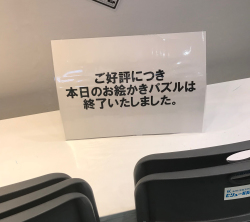 ご好評につき
本日のお絵かきパズルは
終了いたしました。